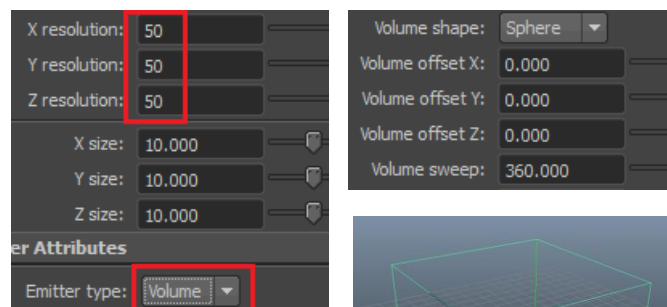 X resolution: 50
Y resolution: 50
Z resolution: 50
X size: 10.000
Y size: 10.000
Z size: 10.000
er Attributes
Emitter type: Volume
Volume shape: Sphere
Volume offset X: 0.000
Volume offset Y: 0.000
Volume offset Z: 0.000
Volume sweep: 360.000